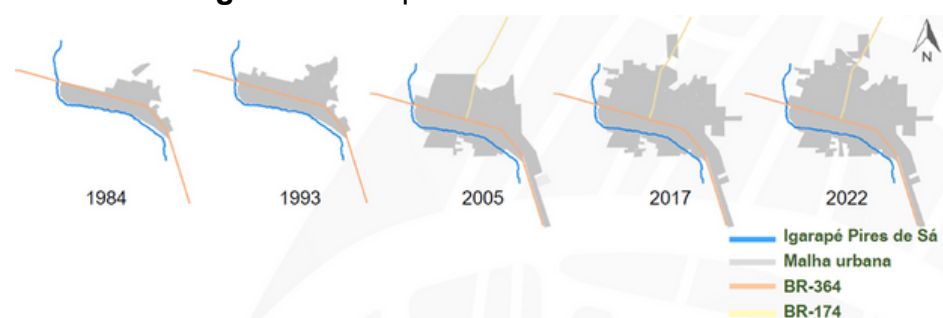 N
1984
1993
2005
2017
2022
Igarapé Pires de Sá
Malha urbana
BR-364
BR-174